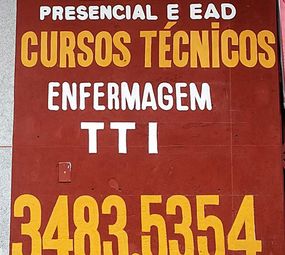 PRESENCIAL E EAD
CURSOS TÉCNICOS
ENFERMAGEM
TTI
3483.5354